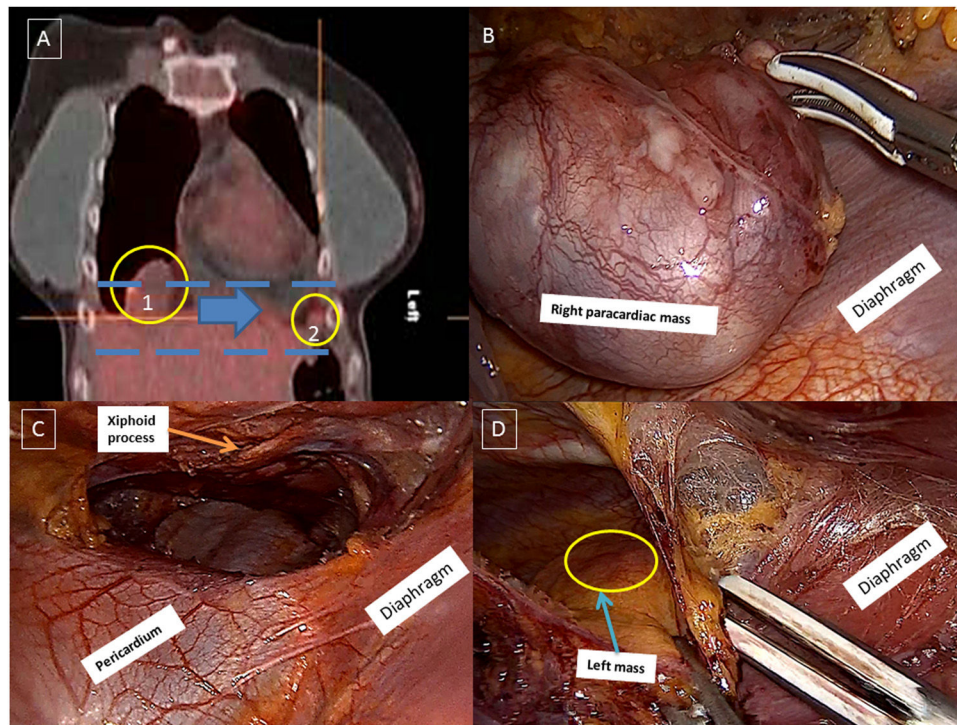 A
1
2
Left
B
Right paracardiac mass
Diaphragm
C
Xiphoid
process
Pericardium
Diaphragm
D
Left mass
Diaphragm